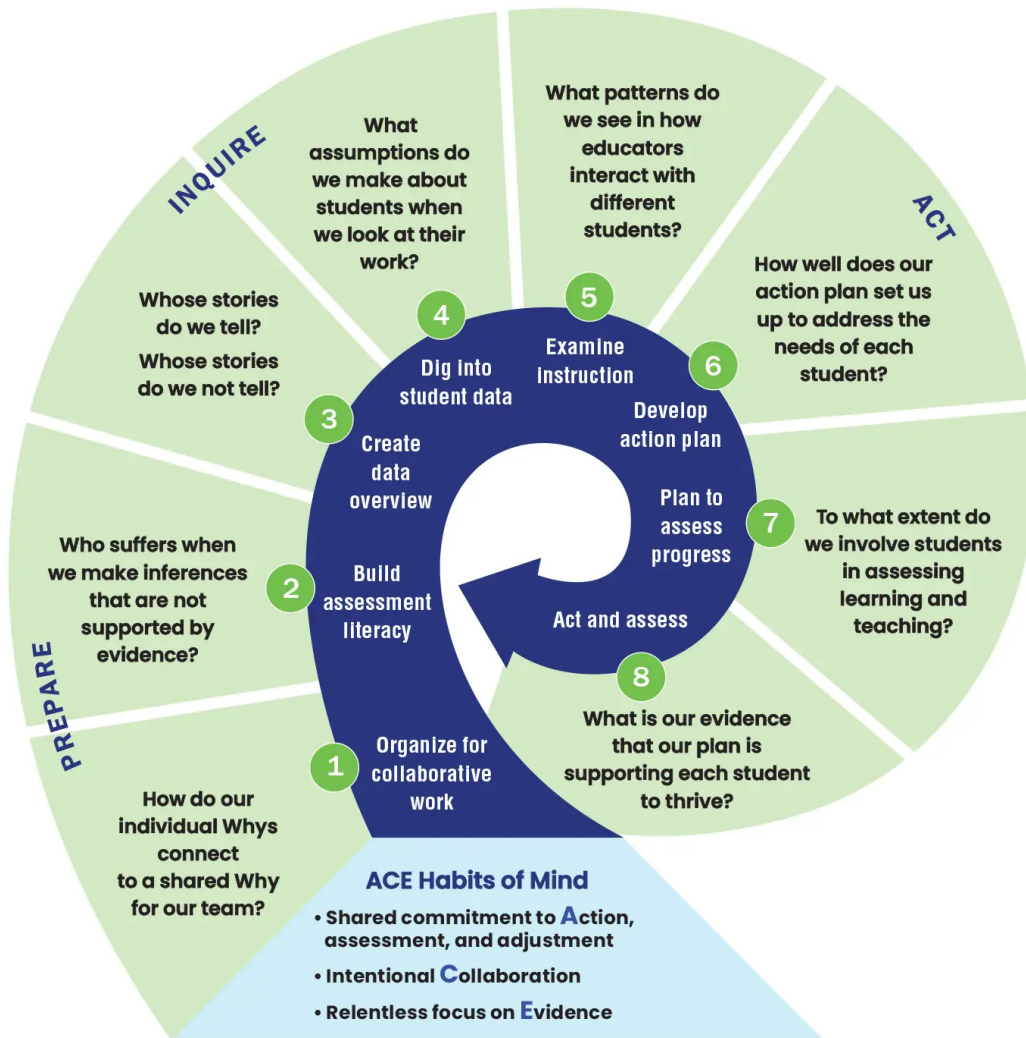 PREPARE
INQUIRE
ACT
1
Organize for
collaborative
work
How do our
individual Whys
connect
to a shared Why
for our team?
2
Build
assessment
literacy
Who suffers when
we make inferences
that are not
supported by
evidence?
3
Create
data
overview
Whose stories
do we tell?
Whose stories
do we not tell?
4
Dig into
student data
What
assumptions do
we make about
students when
we look at their
work?
5
Examine
instruction
What patterns do
we see in how
educators
interact with
different
students?
6
Develop
action plan
How well does our
action plan set us
up to address the
needs of each
student?
7
Plan to
assess
progress
To what extent do
we involve students
in assessing
learning and
teaching?
8
Act and assess
What is our evidence
that our plan is
supporting each student
to thrive?
ACE Habits of Mind
• Shared commitment to Action,
assessment, and adjustment
• Intentional Collaboration
• Relentless focus on Evidence